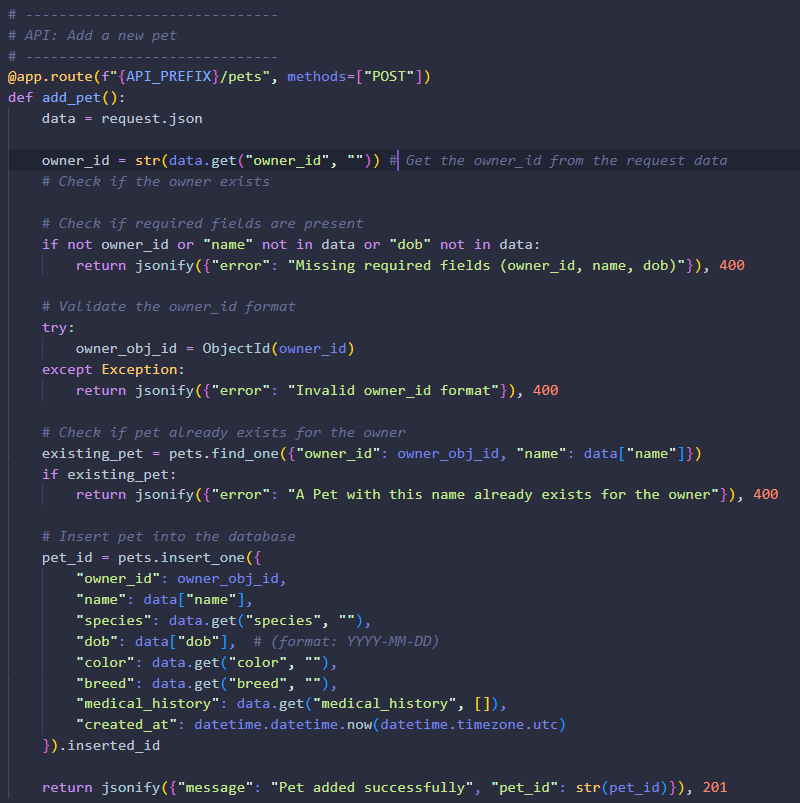 # ------------------------------
# API: Add a new pet
# ------------------------------
@app.route(f"{API_PREFIX}/pets", methods=["POST"])
def add_pet():
    data = request.json

    owner_id = str(data.get("owner_id", "")) # Get the owner_id from the request data
    # Check if the owner exists

    # Check if required fields are present
    if not owner_id or "name" not in data or "dob" not in data:
        return jsonify({"error": "Missing required fields (owner_id, name, dob)"}), 400

    # Validate the owner_id format
    try:
        owner_obj_id = ObjectId(owner_id)
    except Exception:
        return jsonify({"error": "Invalid owner_id format"}), 400

    # Check if pet already exists for the owner
    existing_pet = pets.find_one({"owner_id": owner_obj_id, "name": data["name"]})
    if existing_pet:
        return jsonify({"error": "A Pet with this name already exists for the owner"}), 400

    # Insert pet into the database
    pet_id = pets.insert_one({
        "owner_id": owner_obj_id,
        "name": data["name"],
        "species": data.get("species", ""),
        "dob": data["dob"],  # (format: YYYY-MM-DD)
        "color": data.get("color", ""),
        "breed": data.get("breed", ""),
        "medical_history": data.get("medical_history", []),
        "created_at": datetime.datetime.now(datetime.timezone.utc)
    }).inserted_id

    return jsonify({"message": "Pet added successfully", "pet_id": str(pet_id)}), 201